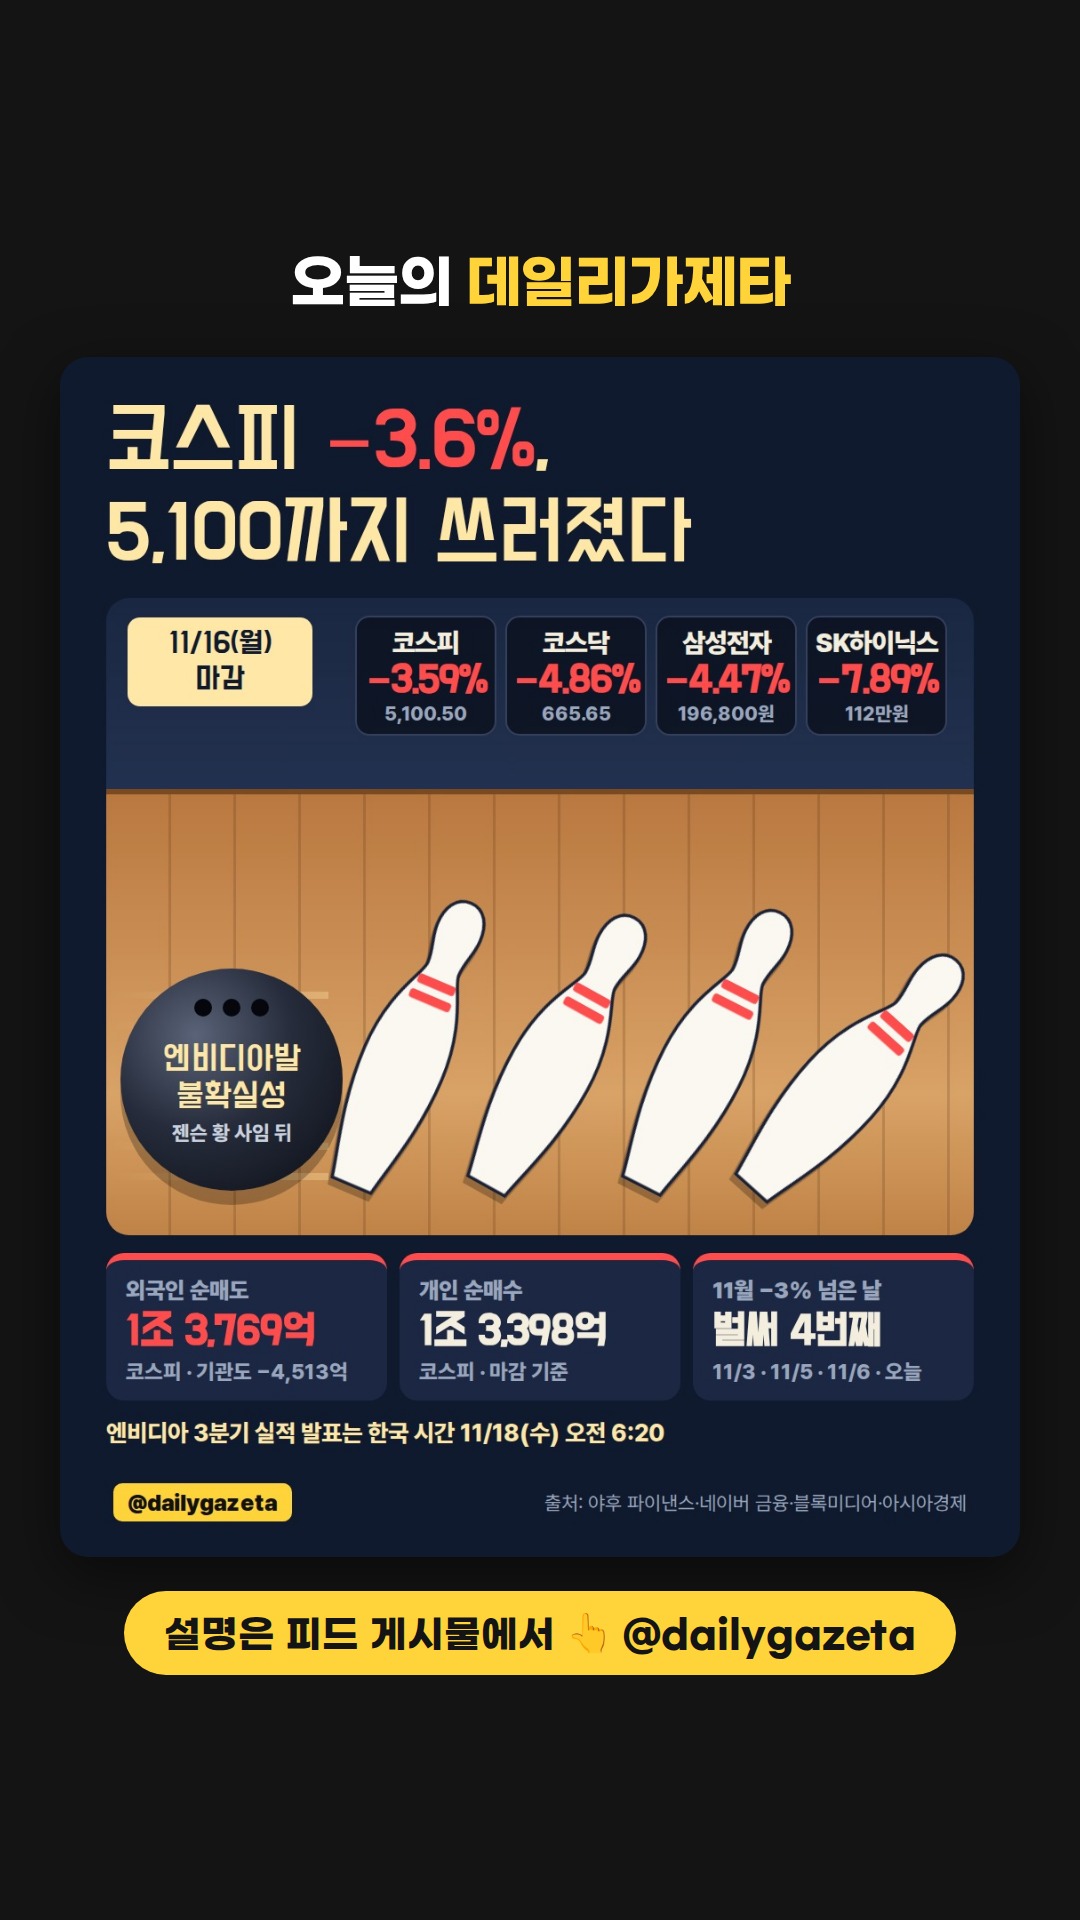 오늘의 데일리가제타
코스피 −3.6%,
5,100까지 쓰러졌다
11/16(월)
마감
코스피
−3.59%
5,100.50
코스닥
−4.86%
665.65
삼성전자
−4.47%
196,800원
SK하이닉스
−7.89%
112만원
엔비디아발
불확실성
젠슨 황 사임 뒤
외국인 순매도
1조 3,769억
코스피 · 기관도 −4,513억
개인 순매수
1조 3,398억
코스피 · 마감 기준
11월 −3% 넘은 날
벌써 4번째
11/3 · 11/5 · 11/6 · 오늘
엔비디아 3분기 실적 발표는 한국 시간 11/18(수) 오전 6:20
@dailygazeta
출처: 야후 파이낸스·네이버 금융·블록미디어·아시아경제
설명은 피드 게시물에서 👆 @dailygazeta